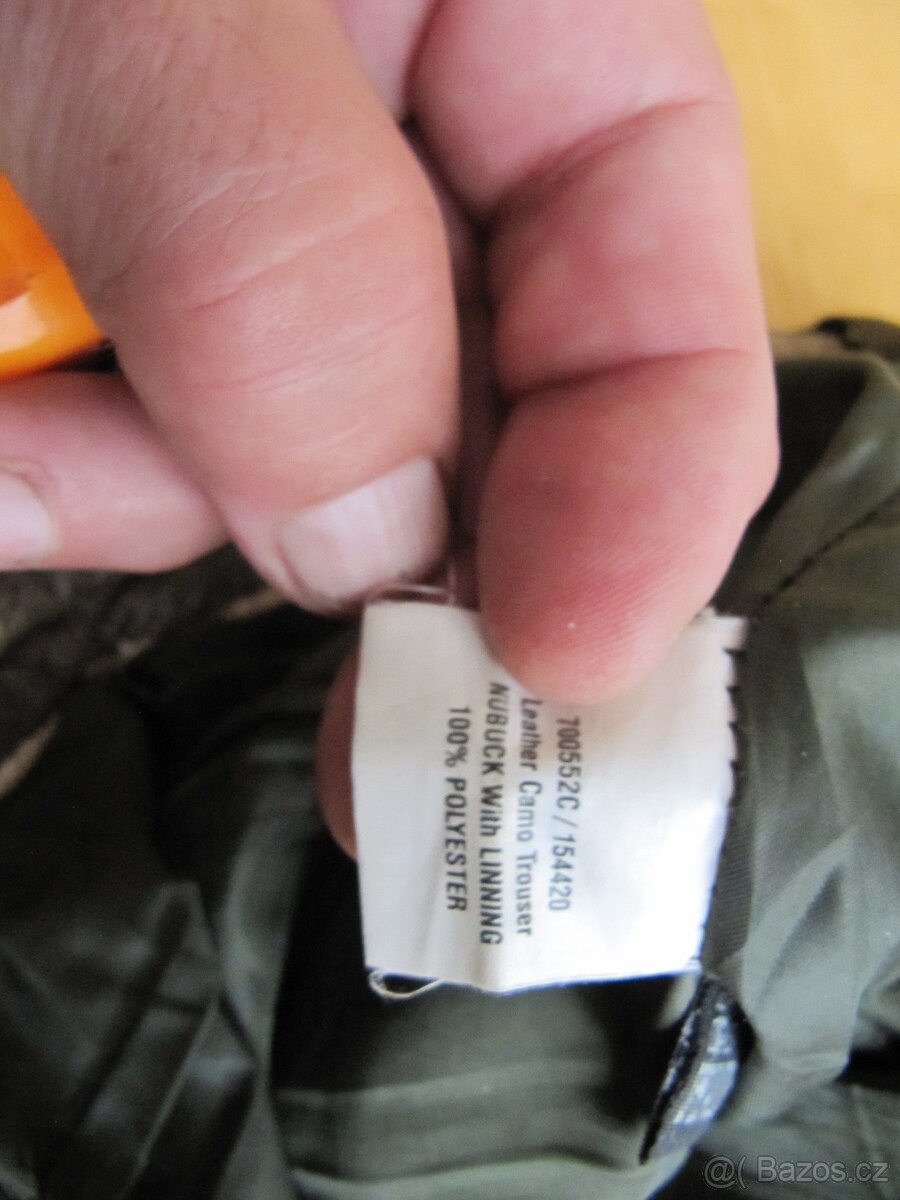 700552C / 154420
Leather Camo Trouser
NUBUCK With LINNING
100% POLYESTER
@( Bazos.cz